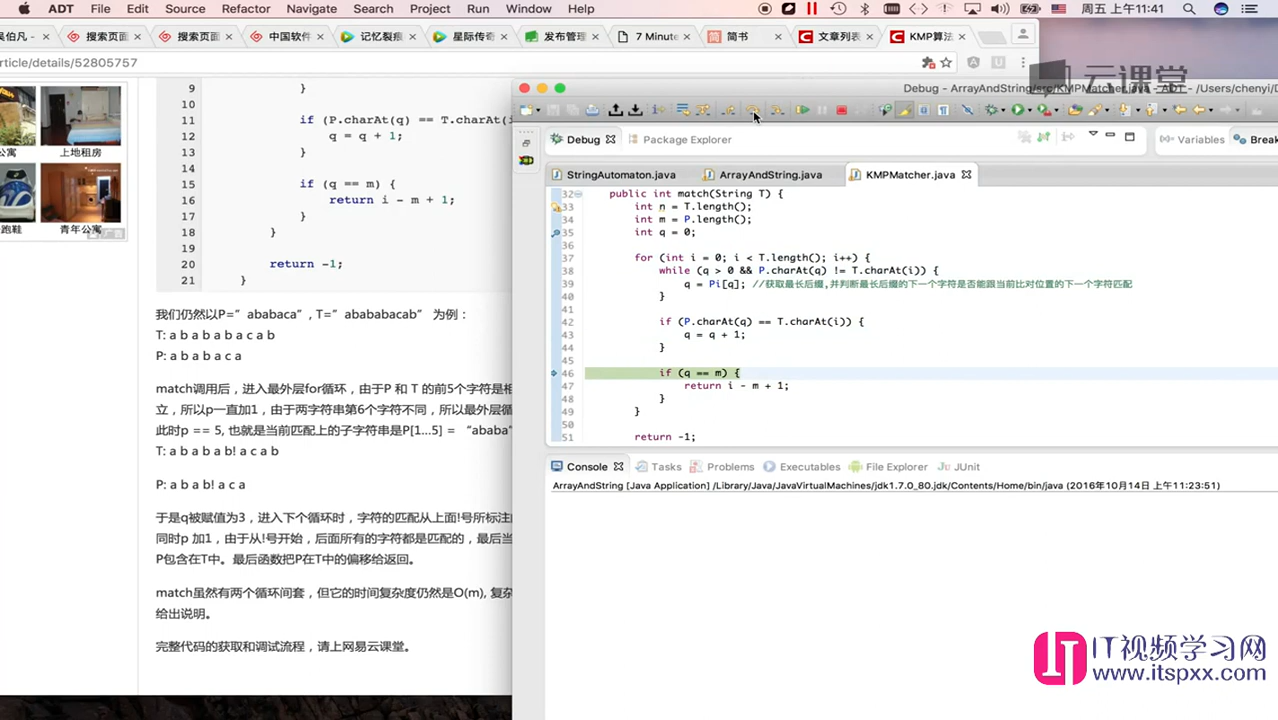 ADT File Edit Source Refactor Navigate Search Project Run Window Help 周五 上午11:41
吴伯凡 搜索页面 搜索页面 中国软件 记忆裂痕 星际传奇 发布管理 7 Minute 简书 文章列表 KMP算法
rticle/details/52805757
云课堂
Debug - ArrayAndString/src/KMPMatcher.java - ADT - /Users/chenyi/D
Debug Package Explorer Variables Break
StringAutomaton.java ArrayAndString.java KMPMatcher.java
公寓 上地租房
跑鞋 青年公寓
广告
9 }
10
11 if (P.charAt(q) == T.charAt(i
12 q = q + 1;
13 }
14
15 if (q == m) {
16 return i - m + 1;
17 }
18 }
19
20 return -1;
21 }
我们仍然以P=”ababaca”, T=”abababacab” 为例：
T: a b a b a b a c a b
P: a b a b a c a
match调用后，进入最外层for循环，由于P 和 T 的前5个字符是相
立，所以p一直加1，由于两字符串第6个字符不同，所以最外层循
此时p == 5, 也就是当前匹配上的子字符串是P[1...5] = “ababa”
T: a b a b a b! a c a b
P: a b a b! a c a
于是q被赋值为3，进入下个循环时，字符的匹配从上面!号所标注的
同时p 加1，由于从!号开始，后面所有的字符都是匹配的，最后当
P包含在T中。最后函数把P在T中的偏移给返回。
match虽然有两个循环间套，但它的时间复杂度仍然是O(m), 复杂
给出说明。
完整代码的获取和调试流程，请上网易云课堂。
32 public int match(String T) {
33 int n = T.length();
34 int m = P.length();
35 int q = 0;
36
37 for (int i = 0; i < T.length(); i++) {
38 while (q > 0 && P.charAt(q) != T.charAt(i)) {
39 q = Pi[q]; //获取最长后缀,并判断最长后缀的下一个字符是否能跟当前比对位置的下一个字符匹配
40 }
41
42 if (P.charAt(q) == T.charAt(i)) {
43 q = q + 1;
44 }
45
46 if (q == m) {
47 return i - m + 1;
48 }
49 }
50
51 return -1;
Console Tasks Problems Executables File Explorer JUnit
ArrayAndString [Java Application] /Library/Java/JavaVirtualMachines/jdk1.7.0_80.jdk/Contents/Home/bin/java (2016年10月14日 上午11:23:51)
IT IT视频学习网
www.itspxx.com